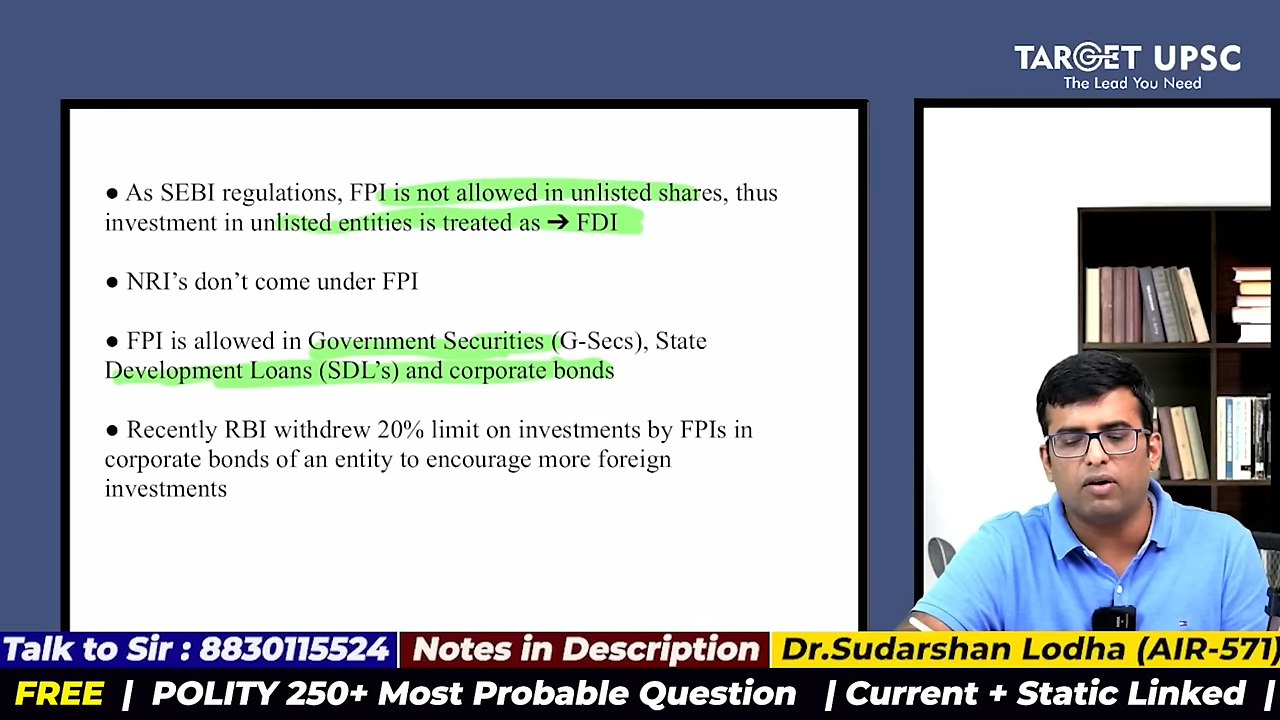 TARGET UPSC
The Lead You Need
● As SEBI regulations, FPI is not allowed in unlisted shares, thus
investment in unlisted entities is treated as ➔ FDI
● NRI’s don’t come under FPI
● FPI is allowed in Government Securities (G-Secs), State
Development Loans (SDL’s) and corporate bonds
● Recently RBI withdrew 20% limit on investments by FPIs in
corporate bonds of an entity to encourage more foreign
investments
Talk to Sir : 8830115524 Notes in Description Dr.Sudarshan Lodha (AIR-571)
FREE | POLITY 250+ Most Probable Question | Current + Static Linked |